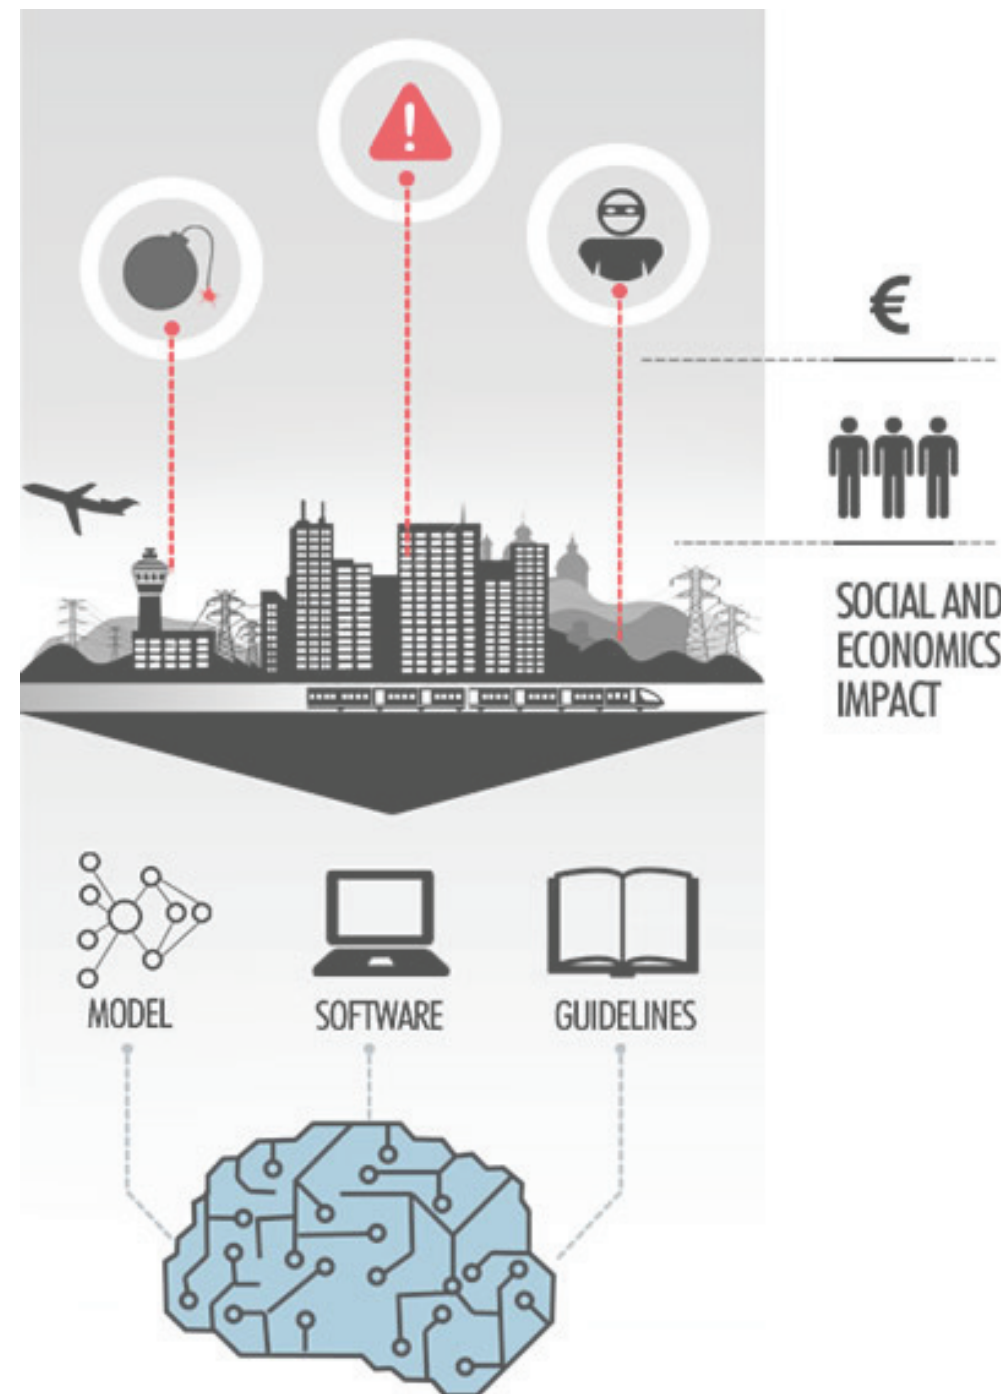 €
SOCIAL AND
ECONOMICS
IMPACT
MODEL
SOFTWARE
GUIDELINES